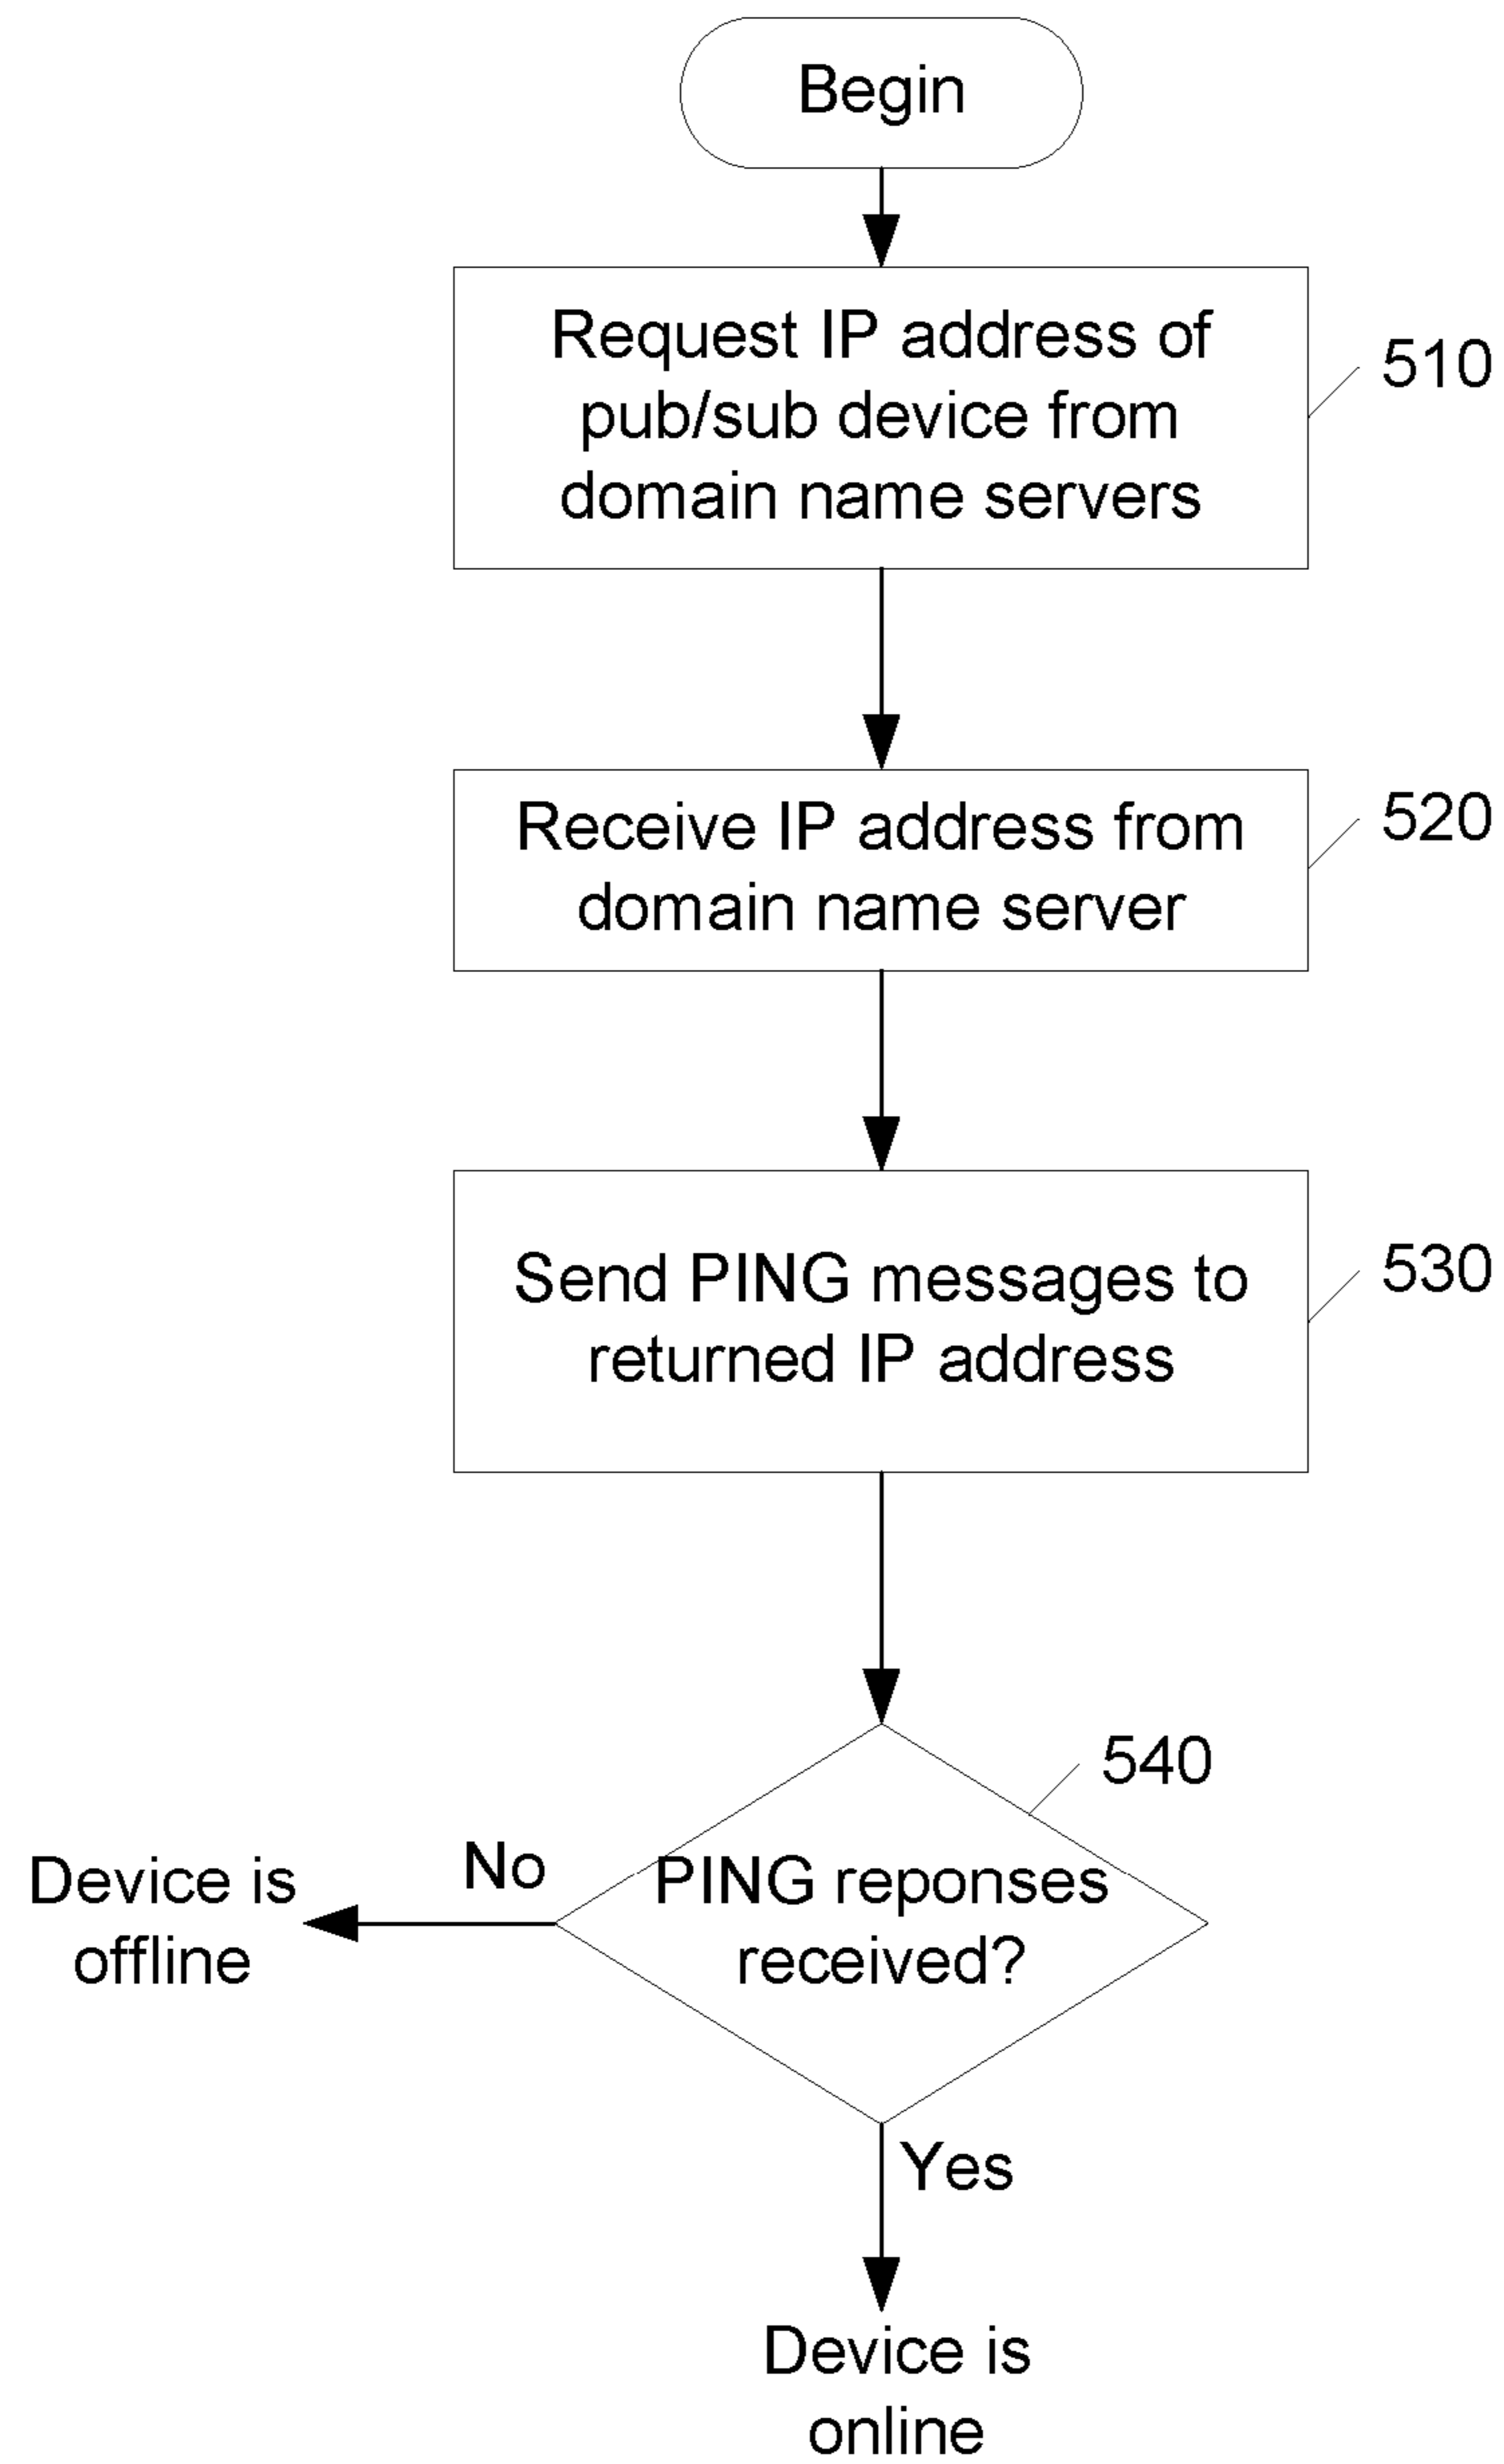 Begin
Request IP address of
pub/sub device from
domain name servers
510
Receive IP address from
domain name server
520
Send PING messages to
returned IP address
530
540
PING reponses
received?
No
Device is
offline
Yes
Device is
online